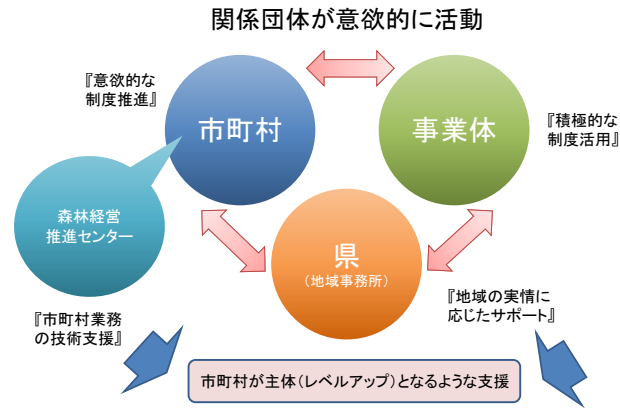 関係団体が意欲的に活動
『意欲的な
制度推進』
市町村
事業体
『積極的な
制度活用』
森林経営
推進センター
県
（地域事務所）
『市町村業務
の技術支援』
『地域の実情に
応じたサポート』
市町村が主体（レベルアップ）となるような支援